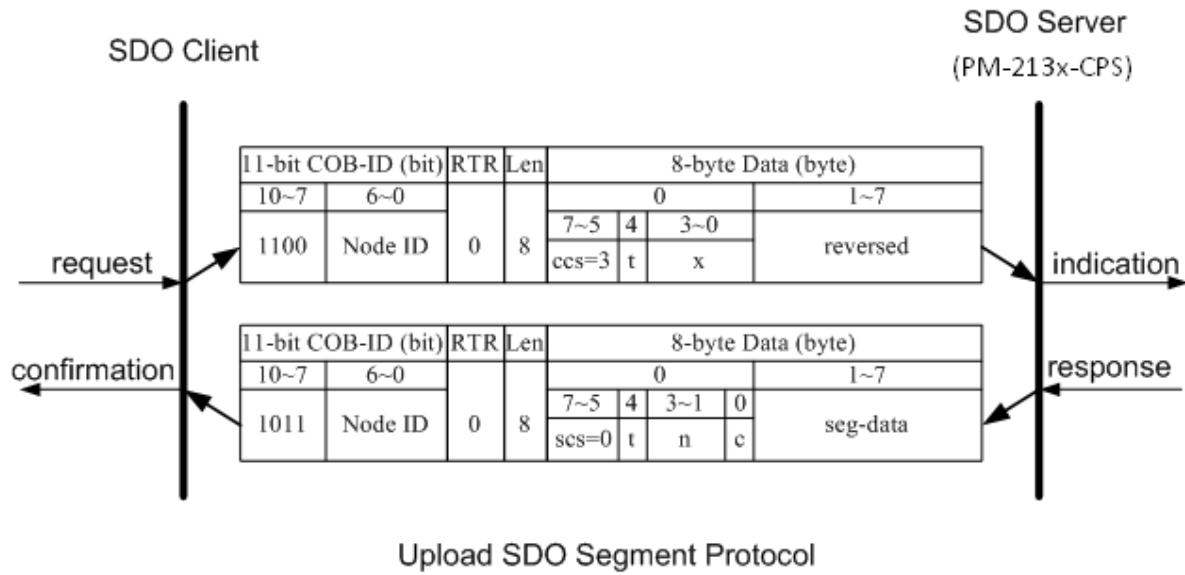 SDO Client
SDO Server
(PM-213x-CPS)
11-bit COB-ID (bit) RTR Len 8-byte Data (byte)
10~7 6~0 0 1~7
7~5 4 3~0
1100 Node ID 0 8 reversed
ccs=3 t x
request
indication
11-bit COB-ID (bit) RTR Len 8-byte Data (byte)
10~7 6~0 0 1~7
confirmation
response
7~5 4 3~1 0
1011 Node ID 0 8 seg-data
scs=0 t n c
Upload SDO Segment Protocol